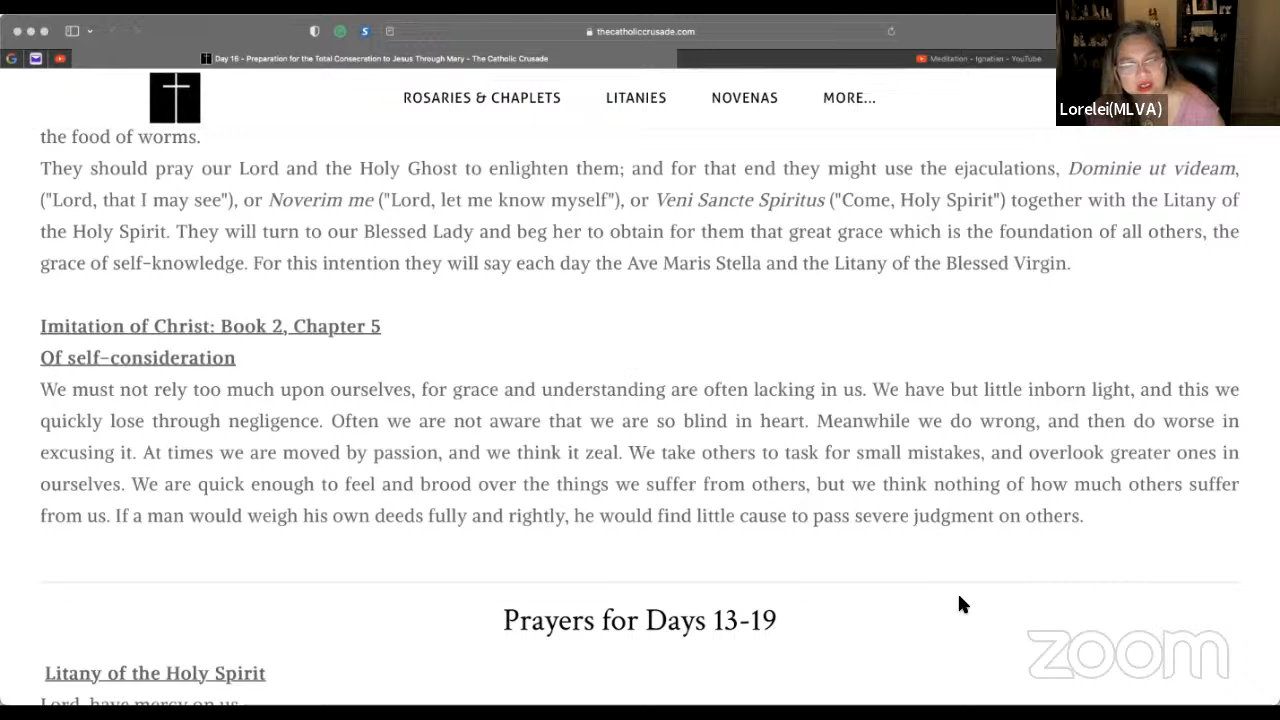 thecatholiccrusade.com
Day 16 - Preparation for the Total Consecration to Jesus Through Mary - The Catholic Crusade
Meditation - Ignatian - YouTube
Lorelei(MLVA)
ROSARIES & CHAPLETS LITANIES NOVENAS MORE...
the food of worms.
They should pray our Lord and the Holy Ghost to enlighten them; and for that end they might use the ejaculations, Dominie ut videam,
("Lord, that I may see"), or Noverim me ("Lord, let me know myself"), or Veni Sancte Spiritus ("Come, Holy Spirit") together with the Litany of
the Holy Spirit. They will turn to our Blessed Lady and beg her to obtain for them that great grace which is the foundation of all others, the
grace of self-knowledge. For this intention they will say each day the Ave Maris Stella and the Litany of the Blessed Virgin.
Imitation of Christ: Book 2, Chapter 5
Of self-consideration
We must not rely too much upon ourselves, for grace and understanding are often lacking in us. We have but little inborn light, and this we
quickly lose through negligence. Often we are not aware that we are so blind in heart. Meanwhile we do wrong, and then do worse in
excusing it. At times we are moved by passion, and we think it zeal. We take others to task for small mistakes, and overlook greater ones in
ourselves. We are quick enough to feel and brood over the things we suffer from others, but we think nothing of how much others suffer
from us. If a man would weigh his own deeds fully and rightly, he would find little cause to pass severe judgment on others.
Prayers for Days 13-19
zoom
Litany of the Holy Spirit
Lord, have mercy on us